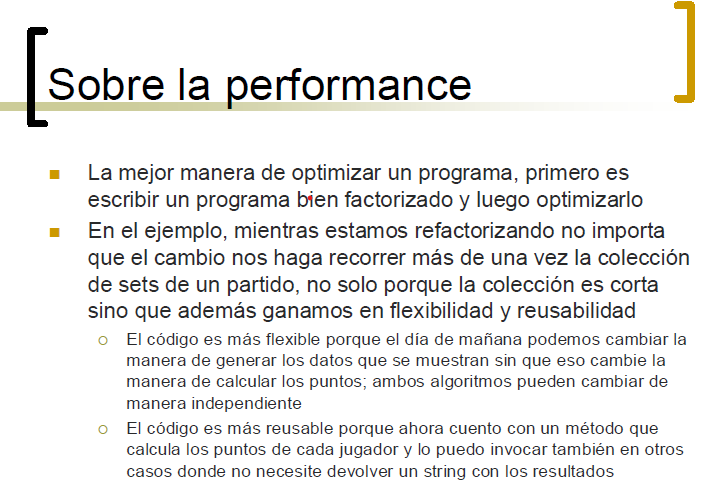 Sobre la performance
La mejor manera de optimizar un programa, primero es
escribir un programa bien factorizado y luego optimizarlo
En el ejemplo, mientras estamos refactorizando no importa
que el cambio nos haga recorrer más de una vez la colección
de sets de un partido, no solo porque la colección es corta
sino que además ganamos en flexibilidad y reusabilidad
El código es más flexible porque el día de mañana podemos cambiar la
manera de generar los datos que se muestran sin que eso cambie la
manera de calcular los puntos; ambos algoritmos pueden cambiar de
manera independiente
El código es más reusable porque ahora cuento con un método que
calcula los puntos de cada jugador y lo puedo invocar también en otros
casos donde no necesite devolver un string con los resultados